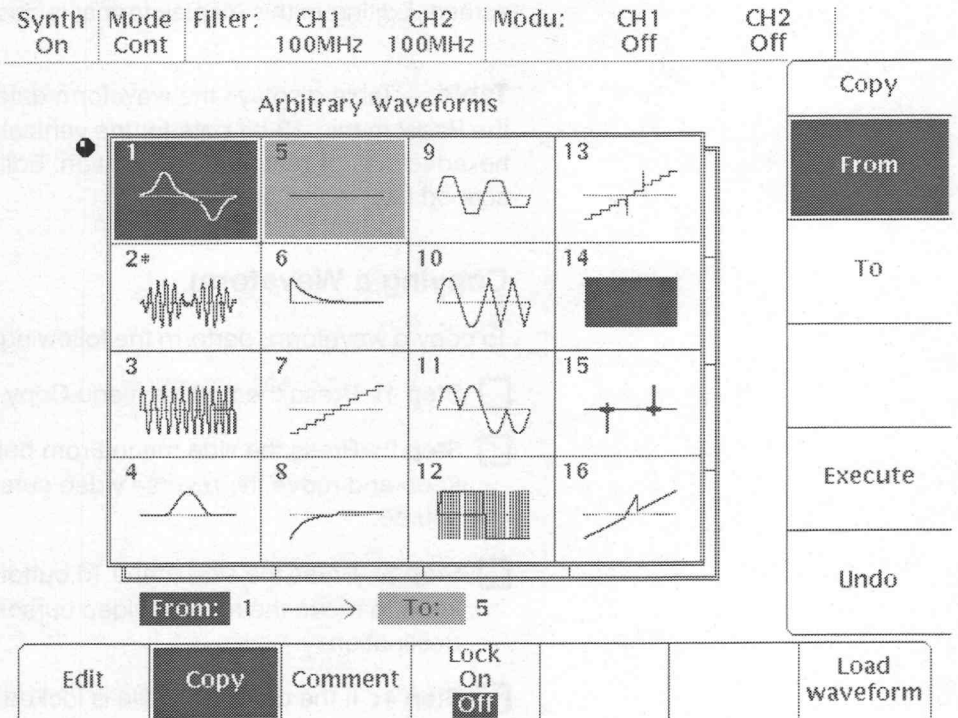 Synth Mode Filter: CH1 CH2 Modu: CH1 CH2
On Cont 100MHz 100MHz Off Off
Copy
Arbitrary Waveforms
From
1 5 9 13
2* 6 10 14
To
3 7 11 15
4 8 12 16
Execute
Undo
From: 1 To: 5
Edit Copy Comment Lock On Off Load waveform